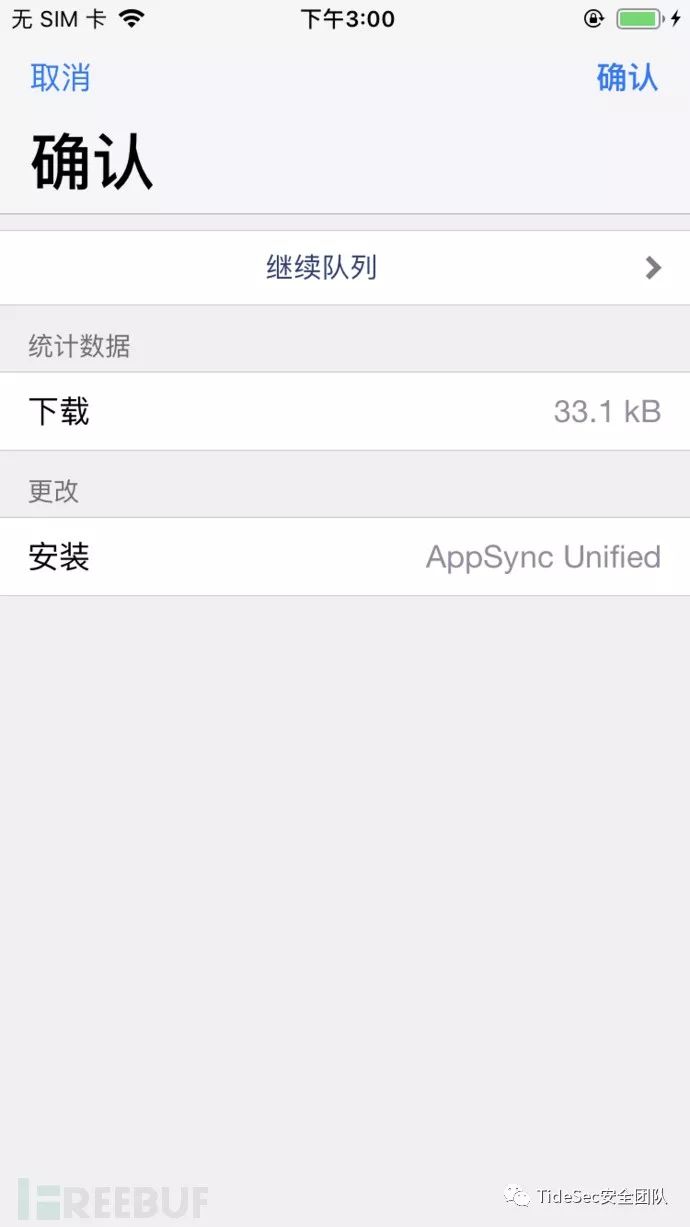 无 SIM 卡 下午3:00
取消 确认
确认
继续队列
统计数据
下载 33.1 kB
更改
安装 AppSync Unified
FREEBUF TideSec安全团队